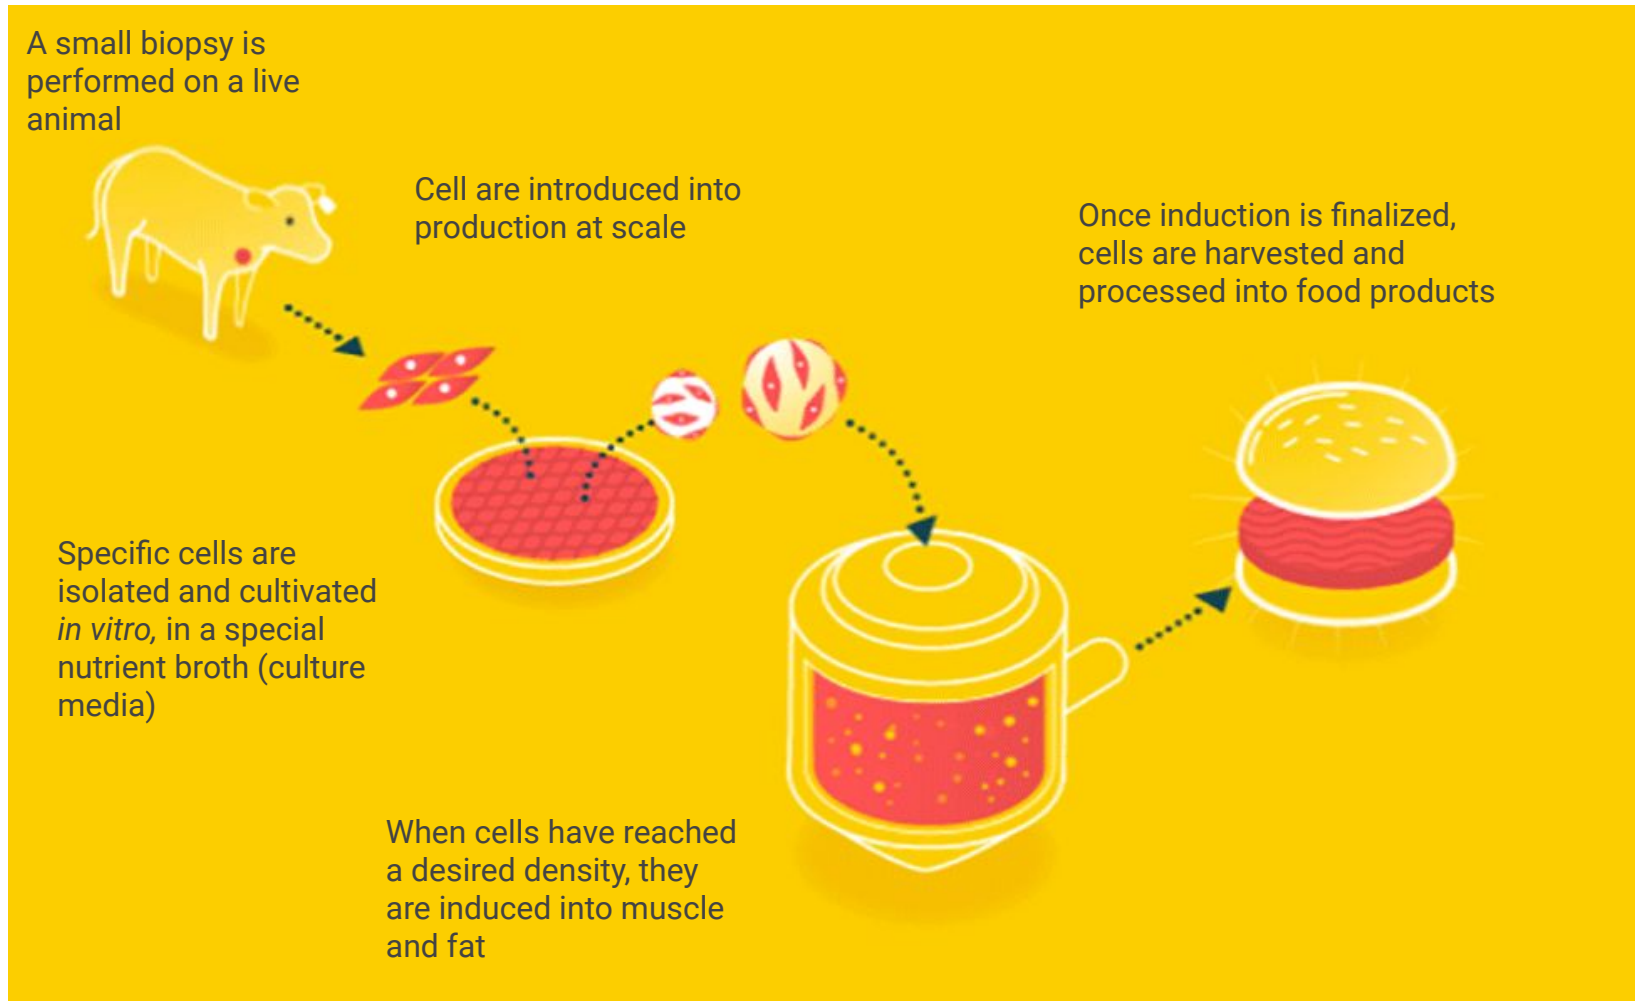 A small biopsy is
performed on a live
animal
Cell are introduced into
production at scale
Once induction is finalized,
cells are harvested and
processed into food products
Specific cells are
isolated and cultivated
in vitro, in a special
nutrient broth (culture
media)
When cells have reached
a desired density, they
are induced into muscle
and fat